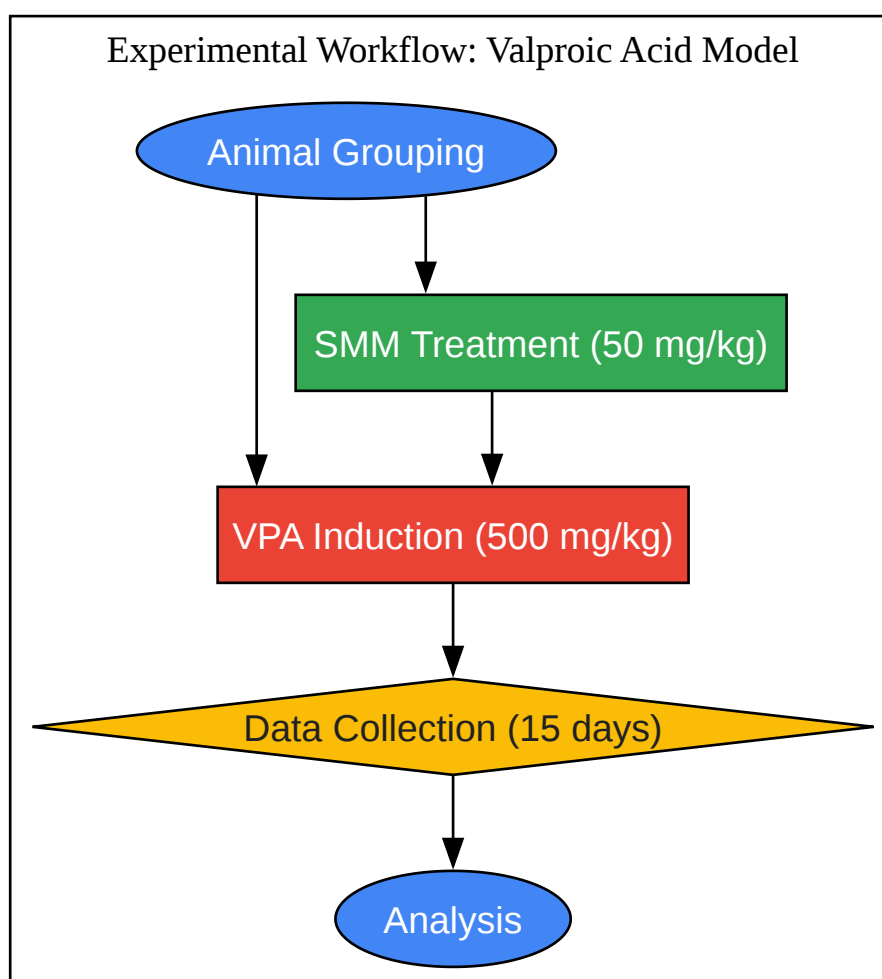 Experimental Workflow: Valproic Acid Model
Animal Grouping
SMM Treatment (50 mg/kg)
VPA Induction (500 mg/kg)
Data Collection (15 days)
Analysis